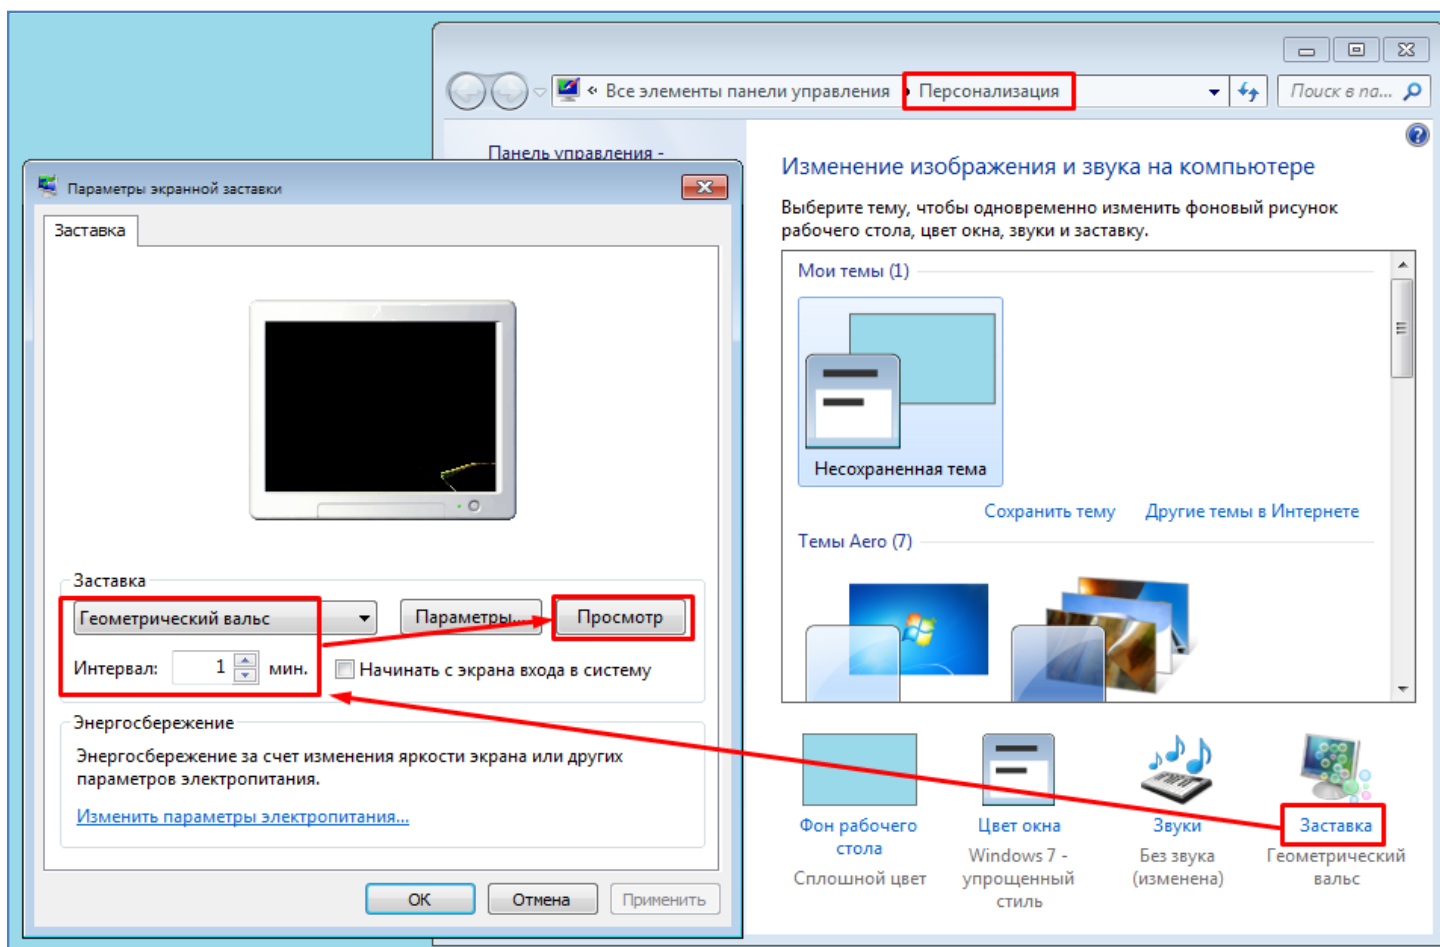 « Все элементы панели управления
Персонализация
Поиск в па...
Панель управления -
Изменение изображения и звука на компьютере
Выберите тему, чтобы одновременно изменить фоновый рисунок
рабочего стола, цвет окна, звуки и заставку.
Мои темы (1)
Несохраненная тема
Сохранить тему
Другие темы в Интернете
Темы Aero (7)
Фон рабочего
стола
Сплошной цвет
Цвет окна
Windows 7 -
упрощенный
стиль
Звуки
Без звука
(изменена)
Заставка
Геометрический
вальс
Параметры экранной заставки
Заставка
Заставка
Геометрический вальс
Параметры...
Просмотр
Интервал: 1 мин.
Начинать с экрана входа в систему
Энергосбережение
Энергосбережение за счет изменения яркости экрана или других
параметров электропитания.
Изменить параметры электропитания...
ОК
Отмена
Применить